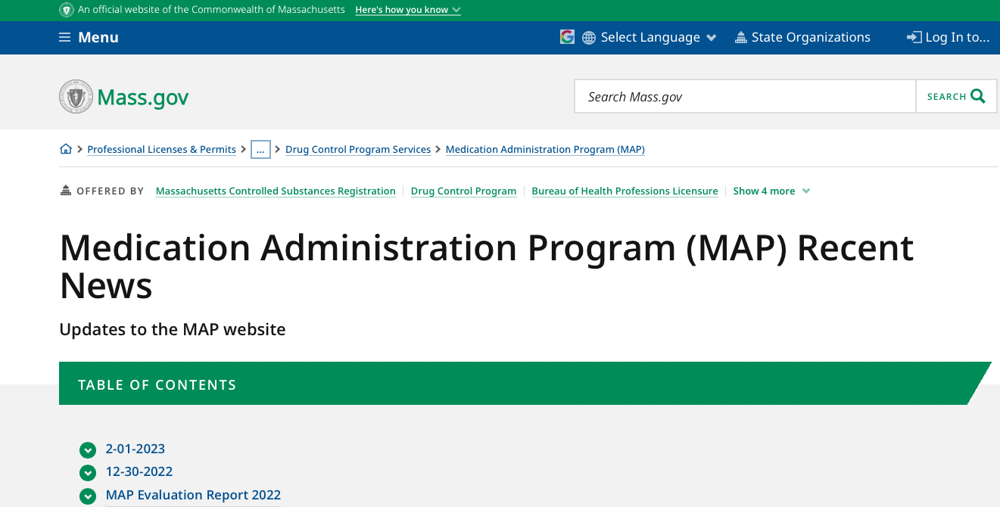 An official website of the Commonwealth of Massachusetts Here's how you know
Menu
Select Language
State Organizations
Log In to...
Mass.gov
Search Mass.gov
SEARCH
Professional Licenses & Permits
...
Drug Control Program Services
Medication Administration Program (MAP)
OFFERED BY Massachusetts Controlled Substances Registration Drug Control Program Bureau of Health Professions Licensure Show 4 more
Medication Administration Program (MAP) Recent
News
Updates to the MAP website
TABLE OF CONTENTS
2-01-2023
12-30-2022
MAP Evaluation Report 2022